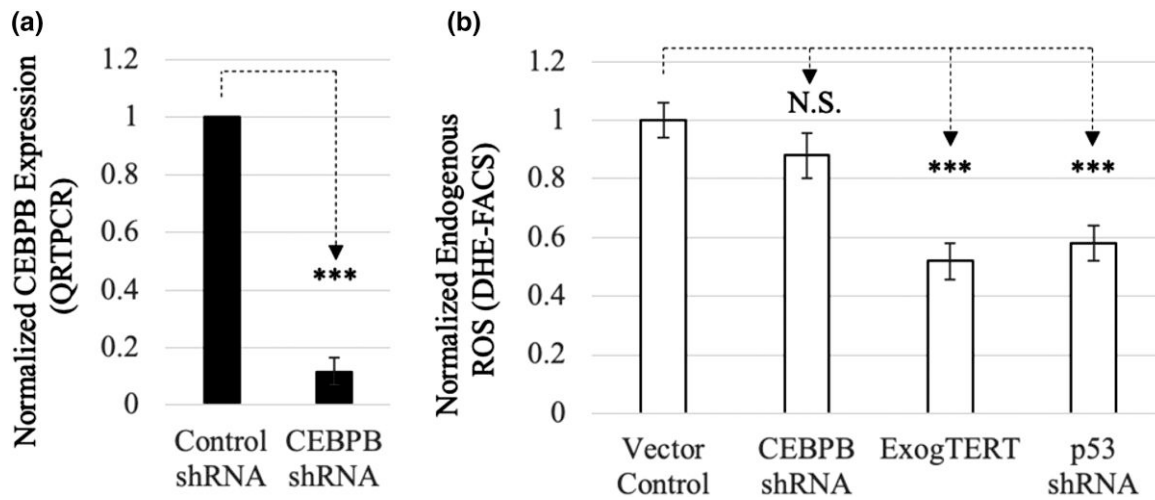 (a)
Normalized CEBPB Expression
(QRTPCR)
1.2
1
0.8
0.6
0.4
0.2
0
***
Control
shRNA
CEBPB
shRNA
(b)
Normalized Endogenous
ROS (DHE-FACS)
1.2
1
0.8
0.6
0.4
0.2
0
N.S.
***
***
Vector
Control
CEBPB
shRNA
ExogTERT
p53
shRNA